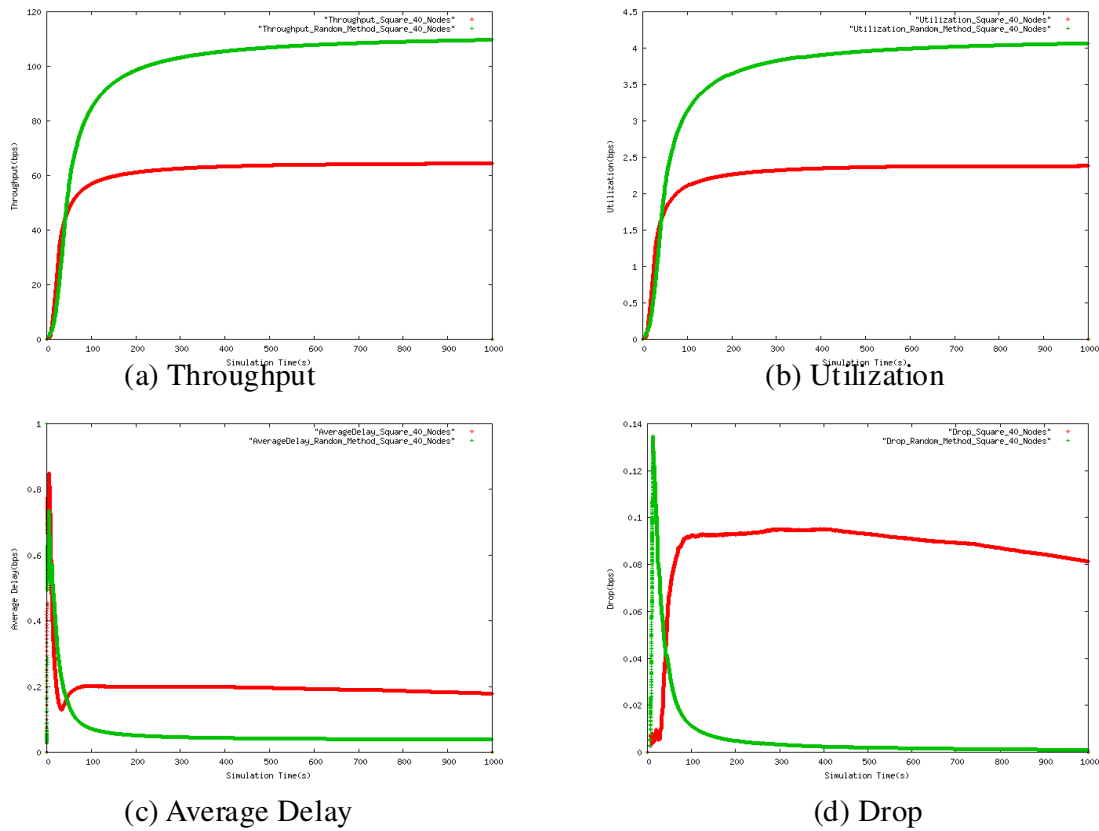 "Throughput_Square_40_Nodes"
"Throughput_Random_Method_Square_40_Nodes"
120
100
80
60
40
20
0
Throughput(bps)
0 100 200 300 400 500 600 700 800 900 1000
Simulation Time(s)
(a) Throughput
"Utilization_Square_40_Nodes"
"Utilization_Random_Method_Square_40_Nodes"
4.5
4
3.5
3
2.5
2
1.5
1
0.5
0
Utilization(bps)
0 100 200 300 400 500 600 700 800 900 1000
Simulation Time(s)
(b) Utilization
"AverageDelay_Square_40_Nodes"
"AverageDelay_Random_Method_Square_40_Nodes"
1
0.8
0.6
0.4
0.2
0
Average Delay(bps)
0 100 200 300 400 500 600 700 800 900 1000
Simulation Time(s)
(c) Average Delay
"Drop_Square_40_Nodes"
"Drop_Random_Method_Square_40_Nodes"
0.14
0.12
0.1
0.08
0.06
0.04
0.02
0
Drop(bps)
0 100 200 300 400 500 600 700 800 900 1000
Simulation Time(s)
(d) Drop